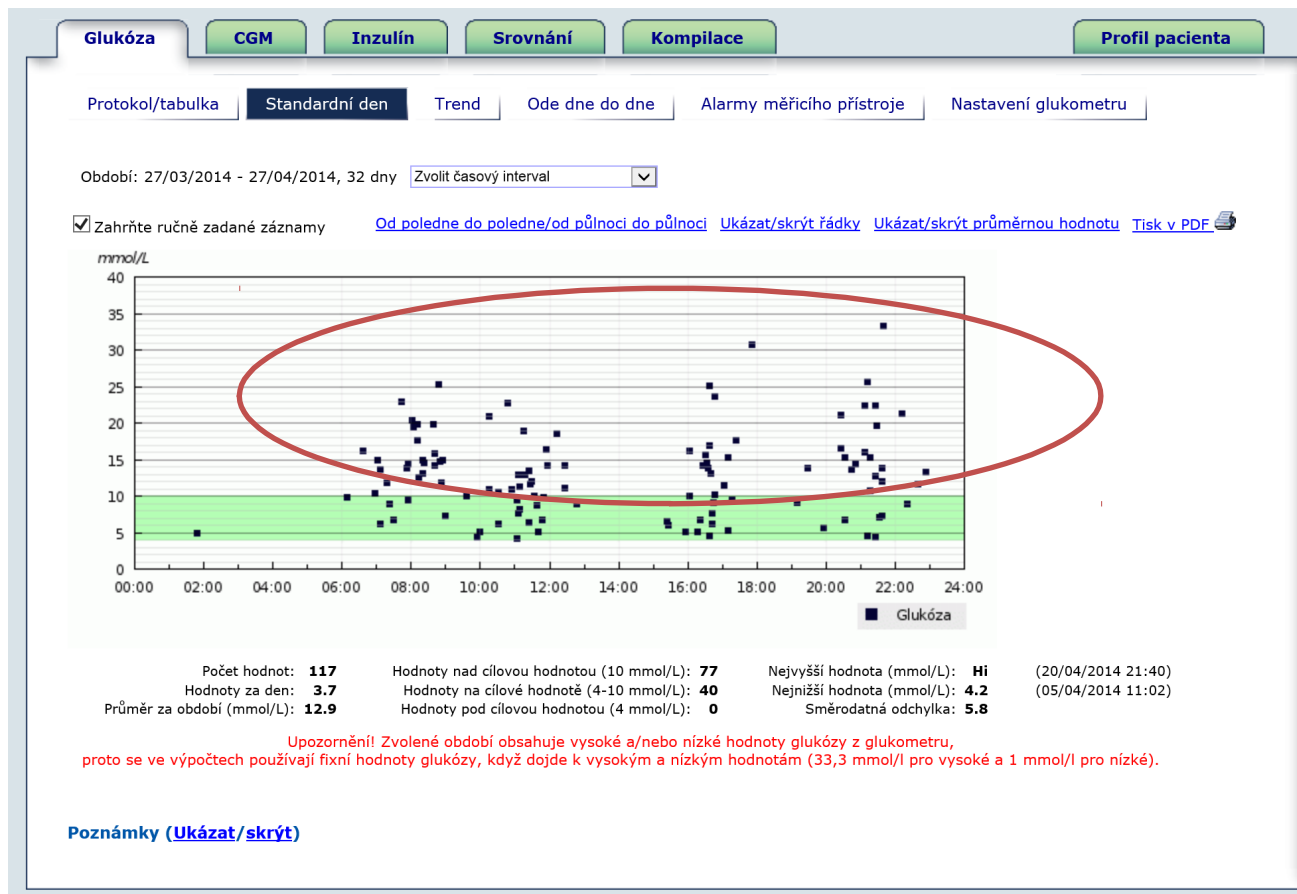 Glukóza CGM Inzulín Srovnání Kompilace Profil pacienta
Protokol/tabulka Standardní den Trend Ode dne do dne Alarmy měřicího přístroje Nastavení glukometru
Období: 27/03/2014 - 27/04/2014, 32 dny Zvolit časový interval
Zahrňte ručně zadané záznamy Od poledne do poledne/od půlnoci do půlnoci Ukázat/skrýt řádky Ukázat/skrýt průměrnou hodnotu Tisk v PDF
mmol/L
40
35
30
25
20
15
10
5
0
00:00 02:00 04:00 06:00 08:00 10:00 12:00 14:00 16:00 18:00 20:00 22:00 24:00
Glukóza
Počet hodnot: 117 Hodnoty nad cílovou hodnotou (10 mmol/L): 77 Nejvyšší hodnota (mmol/L): Hi (20/04/2014 21:40)
Hodnoty za den: 3.7 Hodnoty na cílové hodnotě (4-10 mmol/L): 40 Nejnižší hodnota (mmol/L): 4.2 (05/04/2014 11:02)
Průměr za období (mmol/L): 12.9 Hodnoty pod cílovou hodnotou (4 mmol/L): 0 Směrodatná odchylka: 5.8
Upozornění! Zvolené období obsahuje vysoké a/nebo nízké hodnoty glukózy z glukometru,
proto se ve výpočtech používají fixní hodnoty glukózy, když dojde k vysokým a nízkým hodnotám (33,3 mmol/l pro vysoké a 1 mmol/l pro nízké).
Poznámky (Ukázat/skrýt)